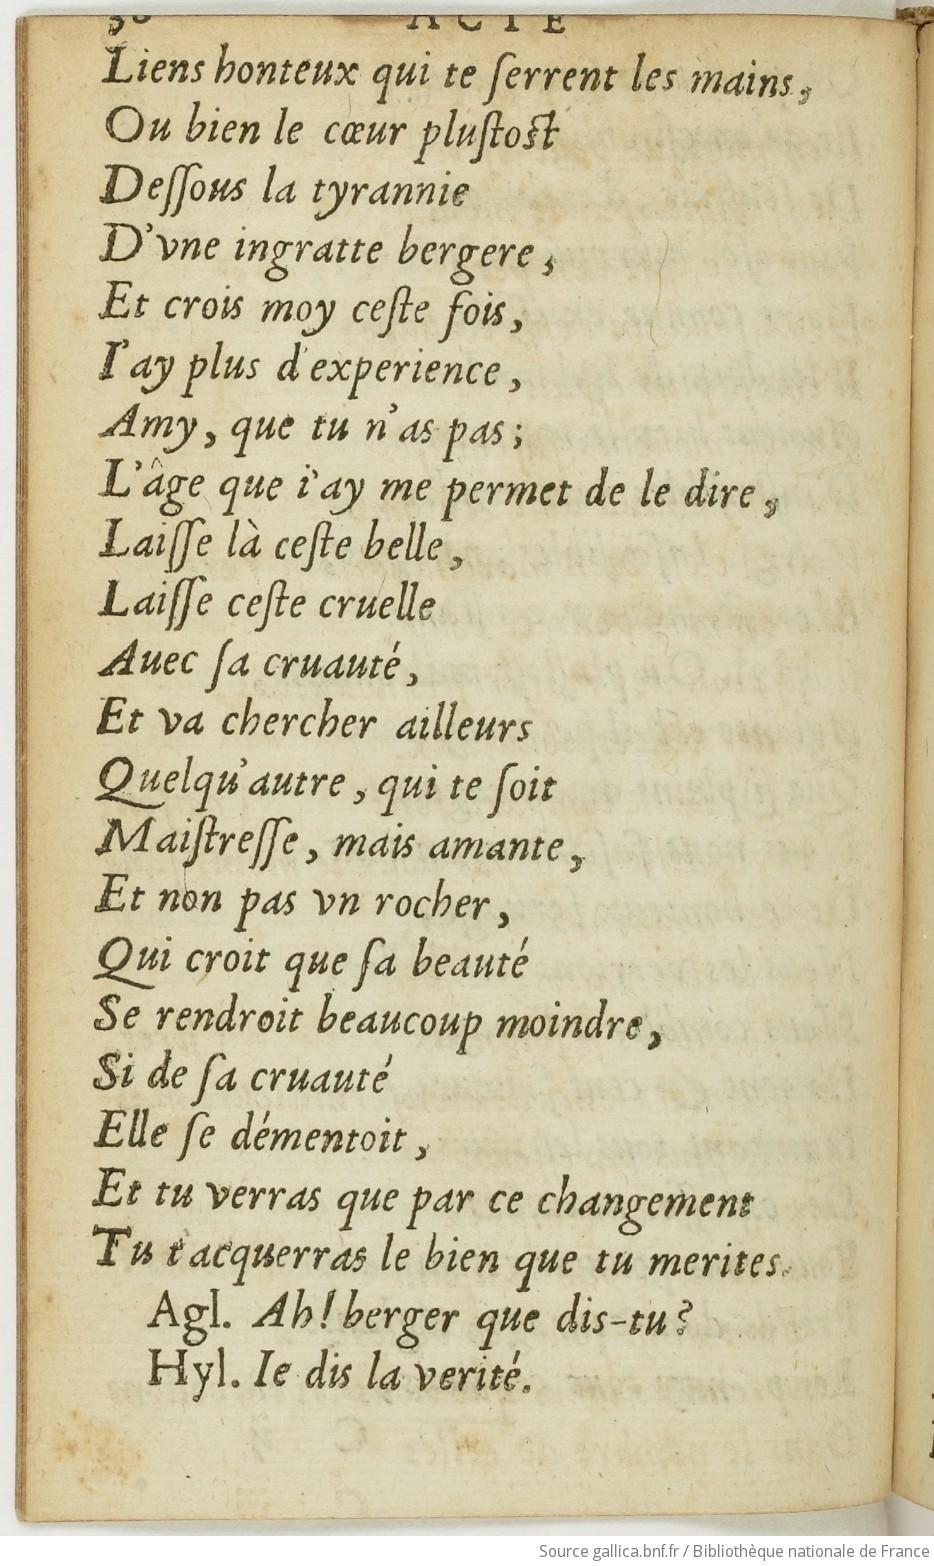 ACTE
Liens honteux qui te ſerrent les mains,
Ou bien le cœur pluſtost
Deſſous la tyrannie
D'vne ingratte bergere,
Et crois moy ceſte fois,
I'ay plus d'experience,
Amy, que tu n'as pas;
L'âge que i'ay me permet de le dire,
Laiſſe là ceſte belle,
Laiſſe ceſte cruelle
Auec ſa cruauté,
Et va chercher ailleurs
Quelqu'autre, qui te ſoit
Maiſtreſſe, mais amante,
Et non pas vn rocher,
Qui croit que ſa beauté
Se rendroit beaucoup moindre,
Si de ſa cruauté
Elle ſe démentoit,
Et tu verras que par ce changement
Tu t'acquerras le bien que tu merites.
Agl. Ah! berger que dis-tu?
Hyl. Ie dis la verité.
Source gallica.bnf.fr / Bibliothèque nationale de France